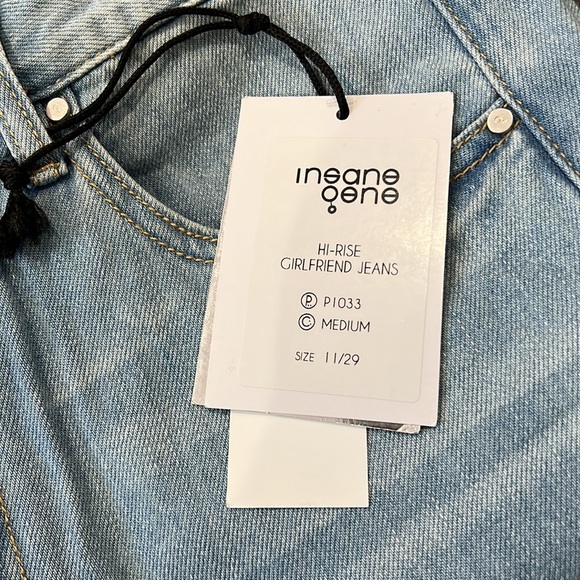 insane
gene
HI-RISE
GIRLFRIEND JEANS
Ⓟ P1033
Ⓒ MEDIUM
SIZE 11/29